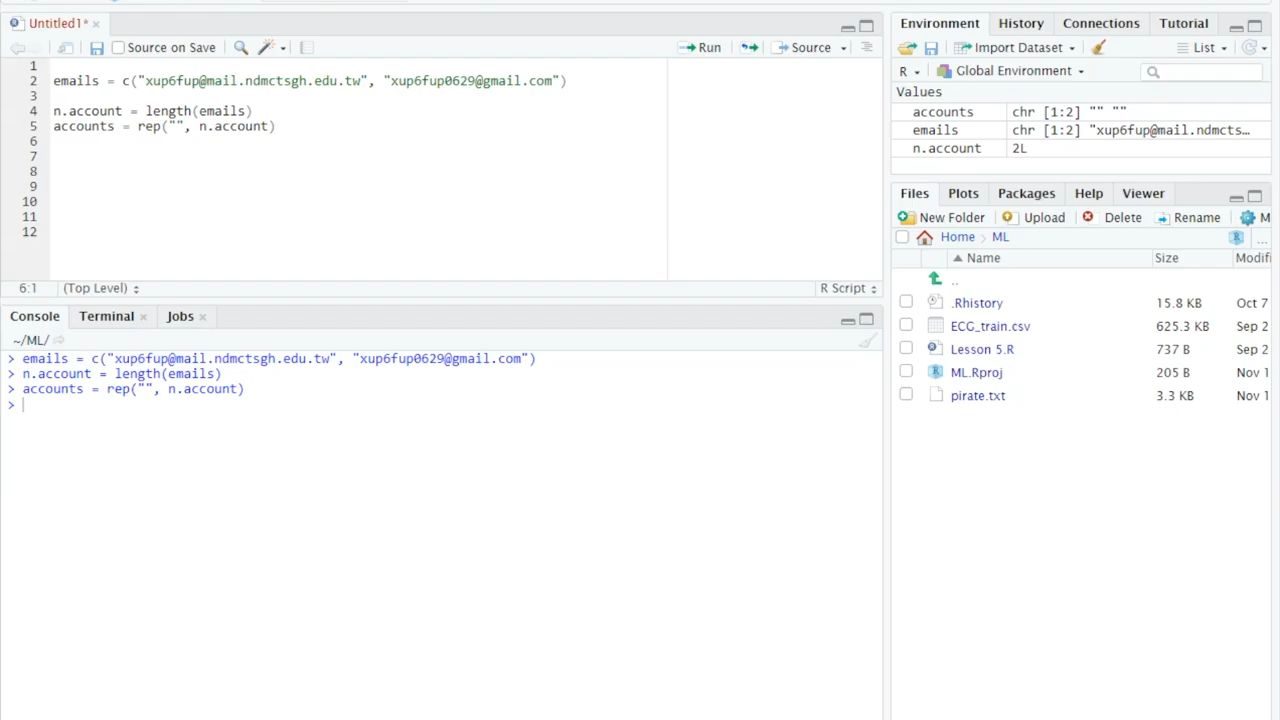 Untitled1*
Source on Save
Run
Source
1
2 emails = c("xup6fup@mail.ndmctsgh.edu.tw", "xup6fup0629@gmail.com")
3
4 n.account = length(emails)
5 accounts = rep("", n.account)
6
7
8
9
10
11
12
6:1 (Top Level) R Script
Console Terminal Jobs
~/ML/
> emails = c("xup6fup@mail.ndmctsgh.edu.tw", "xup6fup0629@gmail.com")
> n.account = length(emails)
> accounts = rep("", n.account)
>
Environment History Connections Tutorial
Import Dataset List
R Global Environment
Values
accounts chr [1:2] "" ""
emails chr [1:2] "xup6fup@mail.ndmcts…
n.account 2L
Files Plots Packages Help Viewer
New Folder Upload Delete Rename M
Home ML ...
Name Size Modifi
..
.Rhistory 15.8 KB Oct 7
ECG_train.csv 625.3 KB Sep 2
Lesson 5.R 737 B Sep 2
ML.Rproj 205 B Nov 1
pirate.txt 3.3 KB Nov 1